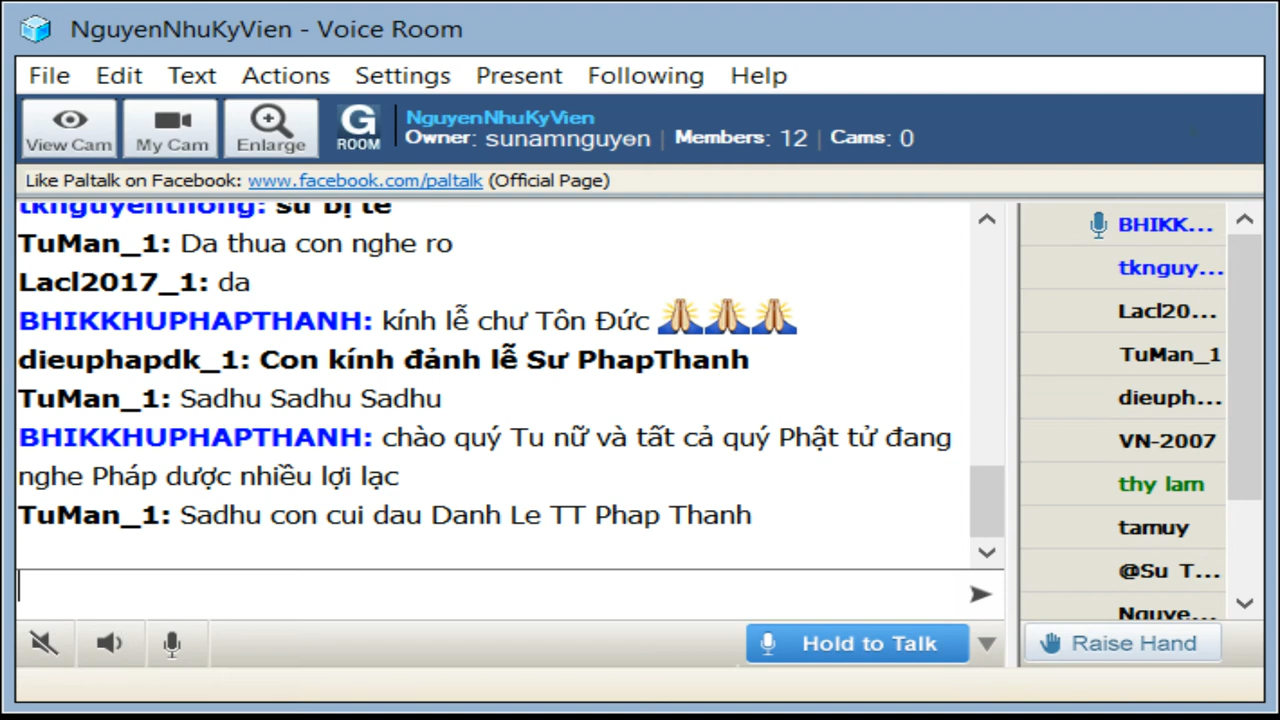 NguyenNhuKyVien - Voice Room
File Edit Text Actions Settings Present Following Help
View Cam My Cam Enlarge G ROOM
NguyenNhuKyVien
Owner: sunamnguyen | Members: 12 | Cams: 0
Like Paltalk on Facebook: www.facebook.com/paltalk (Official Page)
tknguyenthong: sư bị tê
TuMan_1: Da thua con nghe ro
Lacl2017_1: da
BHIKKHUPHAPTHANH: kính lễ chư Tôn Đức 🙏🙏🙏
dieuphapdk_1: Con kính đảnh lễ Sư PhapThanh
TuMan_1: Sadhu Sadhu Sadhu
BHIKKHUPHAPTHANH: chào quý Tu nữ và tất cả quý Phật tử đang
nghe Pháp dược nhiều lợi lạc
TuMan_1: Sadhu con cui dau Danh Le TT Phap Thanh
BHIKK...
tknguy...
Lacl20...
TuMan_1
dieuph...
VN-2007
thy lam
tamuy
@Su T...
Nguye...
Hold to Talk
Raise Hand